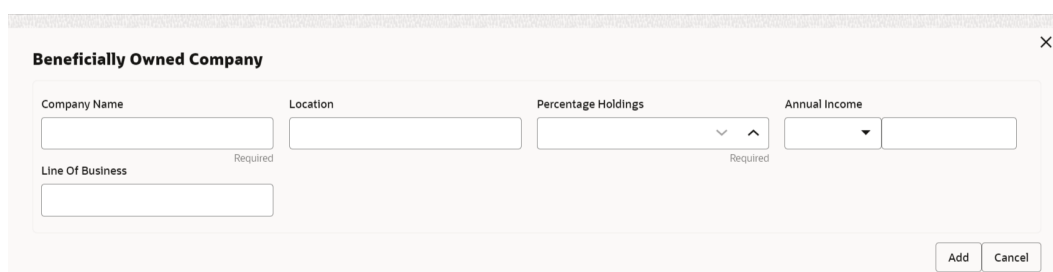 Beneficially Owned Company
Company Name Location Percentage Holdings Annual Income
Required Required
Line Of Business
Add Cancel